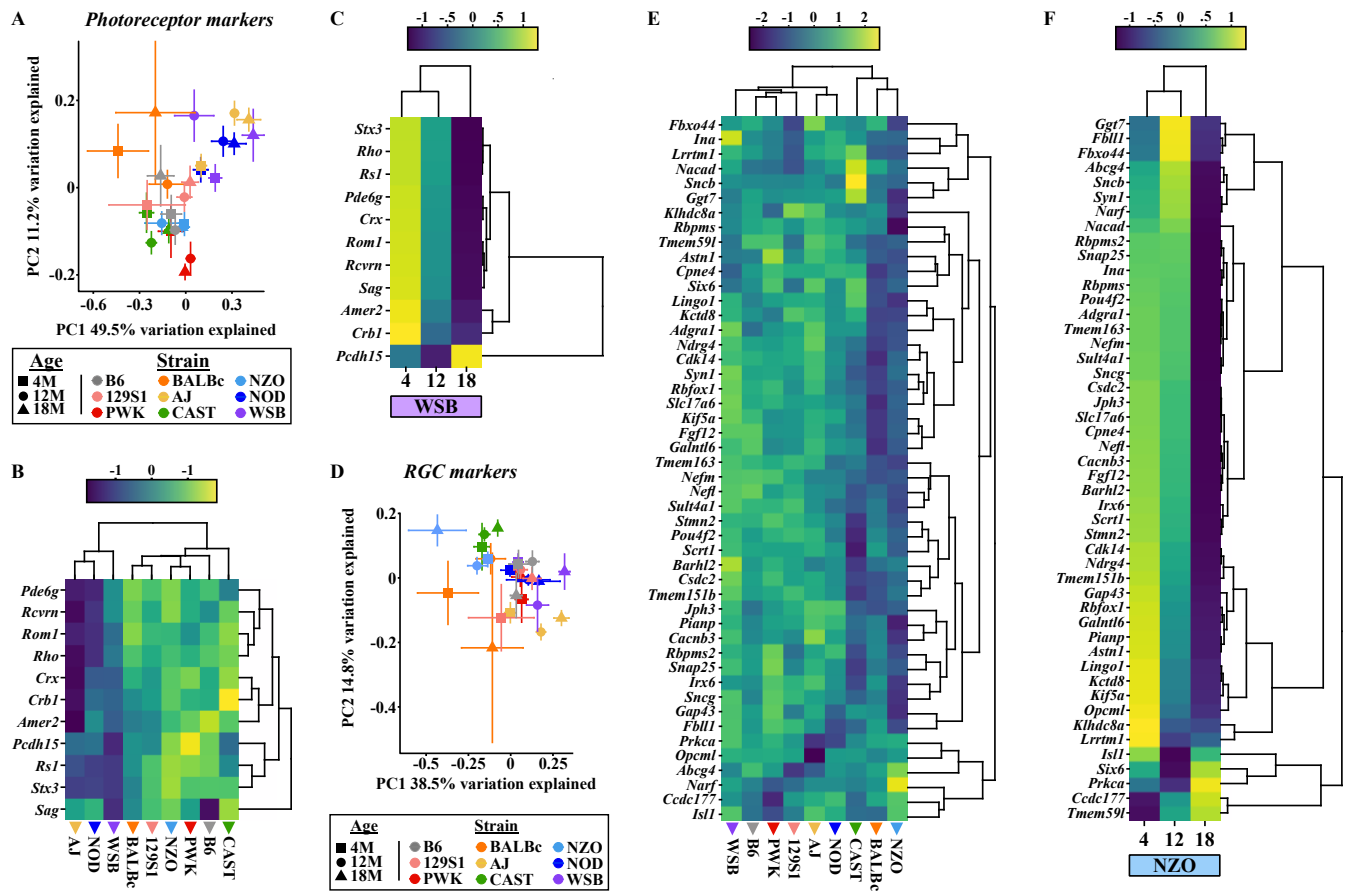 A
Photoreceptor markers
PC2 11.2% variation explained
0.2
0
-0.2
-0.6
-0.3
0
0.3
PC1 49.5% variation explained
Age
Strain
4M
12M
18M
B6
129S1
PWK
BALBc
AJ
CAST
NZO
NOD
WSB
B
-1 0 -1
Pde6g
Rcvrn
Rom1
Rho
Crx
Crb1
Amer2
Pcdh15
Rs1
Stx3
Sag
AJ
NOD
WSB
BALBc
129S1
NZO
PWK
B6
CAST
C
-1 -.5 .5 1
Stx3
Rho
Rs1
Pde6g
Crx
Rom1
Rcvrn
Sag
Amer2
Crb1
Pcdh15
4 12 18
WSB
D
RGC markers
PC2 14.8% variation explained
0.2
0
-0.2
-0.4
-0.5
-0.25
0
0.25
PC1 38.5% variation explained
Age
Strain
4M
12M
18M
B6
129S1
PWK
BALBc
AJ
CAST
NZO
NOD
WSB
E
-2 0 2
Fbxo44
Ina
Lrrtm1
Nacad
Sncb
Ggt7
Klhdc8a
Rbpms
Tmem59l
Astn1
Cpne4
Six6
Lingo1
Kctd8
Adgra1
Ndrg4
Cdk14
Syn1
Rbfox1
Slc17a6
Kif5a
Fgf12
Galntl6
Tmem163
Nefm
Nefl
Sult4a1
Stmn2
Pou4f2
Scrt1
Barhl2
Csdc2
Tmem151b
Jph3
Pianp
Cacnb3
Rbpms2
Snap25
Irx6
Sncg
Gap43
Fbll1
Prkca
Opcml
Abcg4
Narf
Ccdc177
Isl1
WSB
B6
PWK
129S1
AJ
NOD
CAST
BALBc
NZO
F
-1 -.5 .5 1
Ggt7
Fbll1
Fbxo44
Abcg4
Sncb
Syn1
Narf
Nacad
Rbpms2
Snap25
Ina
Rbpms
Pou4f2
Adgra1
Tmem163
Nefm
Sult4a1
Sncg
Csdc2
Jph3
Slc17a6
Cpne4
Nefl
Cacnb3
Fgf12
Barhl2
Irx6
Scrt1
Stmn2
Cdk14
Ndrg4
Tmem151b
Gap43
Rbfox1
Galntl6
Pianp
Astn1
Lingo1
Kctd8
Kif5a
Opcml
Klhdc8a
Lrrtm1
Isl1
Six6
Prkca
Ccdc177
Tmem59l
4 12 18
NZO